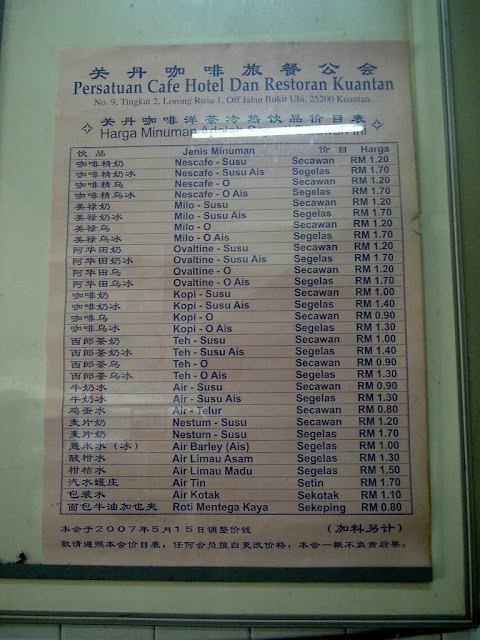 关丹咖啡旅餐公会
Persatuan Cafe Hotel Dan Restoran Kuantan
No. 9, Tingkat 2, Lorong Rusa 1, Off Jalan Bukit Ubi, 25200 Kuantan.
关丹咖啡洋茶冷热饮品价目表
Harga Minuman Adalah
饮品 Jenis Minuman 价目 Harga
咖啡精奶 Nescafe - Susu Secawan RM 1.20
咖啡精奶冰 Nescafe - Susu Ais Segelas RM 1.70
咖啡精乌 Nescafe - O Secawan RM 1.20
咖啡精乌冰 Nescafe - O Ais Segelas RM 1.70
美禄奶 Milo - Susu Secawan RM 1.20
美禄奶冰 Milo - Susu Ais Segelas RM 1.70
美禄乌 Milo - O Secawan RM 1.20
美禄乌冰 Milo - O Ais Segelas RM 1.70
阿华田奶 Ovaltine - Susu Secawan RM 1.20
阿华田奶冰 Ovaltine - Susu Ais Segelas RM 1.70
阿华田乌 Ovaltine - O Secawan RM 1.20
阿华田乌冰 Ovaltine - O Ais Segelas RM 1.70
咖啡奶 Kopi - Susu Secawan RM 1.00
咖啡奶冰 Kopi - Susu Ais Segelas RM 1.40
咖啡乌 Kopi - O Secawan RM 0.90
咖啡乌冰 Kopi - O Ais Segelas RM 1.30
西郎茶奶 Teh - Susu Secawan RM 1.00
西郎茶奶冰 Teh - Susu Ais Segelas RM 1.40
西郎茶乌 Teh - O Secawan RM 0.90
西郎茶乌冰 Teh - O Ais Segelas RM 1.30
牛奶水 Air - Susu Secawan RM 0.90
牛奶冰 Air - Susu Ais Segelas RM 1.30
鸡蛋水 Air - Telur Secawan RM 0.80
麦片奶 Nestum - Susu Secawan RM 1.20
麦片奶 Nestum - Susu Segelas RM 1.70
薏米水（冰） Air Barley (Ais) Segelas RM 1.00
酸柑水 Air Limau Asam Segelas RM 1.30
柑桔水 Air Limau Madu Segelas RM 1.50
汽水罐庄 Air Tin Setin RM 1.70
包装水 Air Kotak Sekotak RM 1.10
面包牛油加也夹 Roti Mentega Kaya Sekeping RM 0.80
本会于2007年5月15日调整价钱 （加料另计）
敬请遵照本会价目表，任何会员擅自更改价格，本会一概不负责后果。